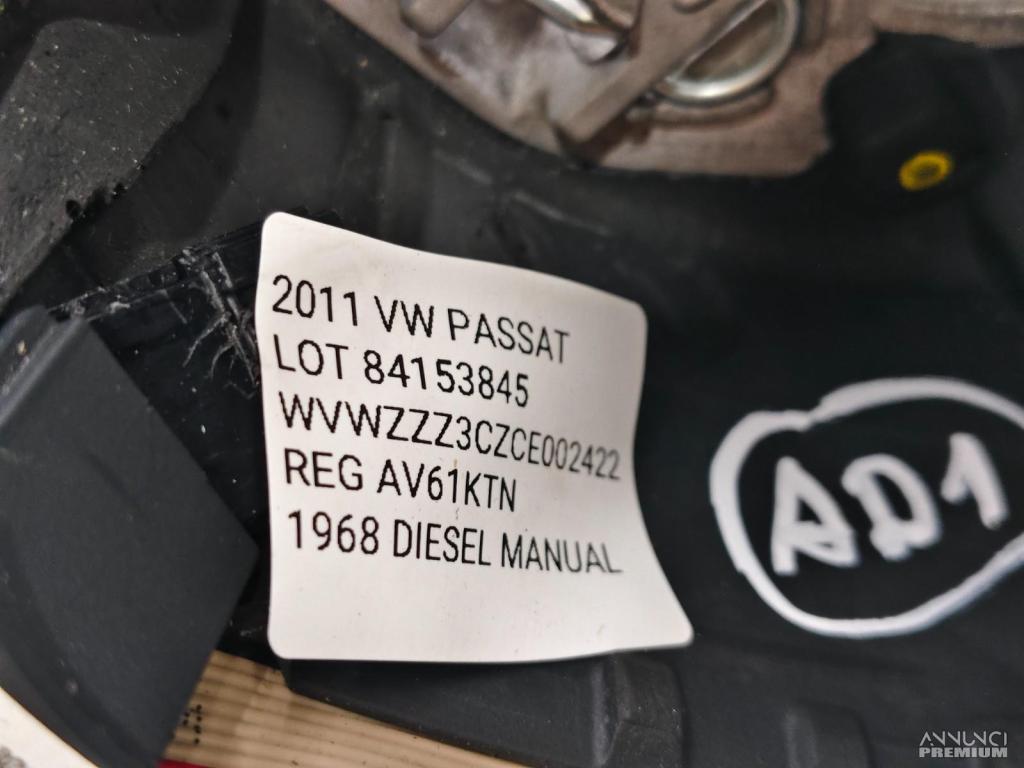 2011 VW PASSAT
LOT 84153845
WVWZZZ3CZCE002422
REG AV61KTN
1968 DIESEL MANUAL
AD1
ANNUNCI
PREMIUM